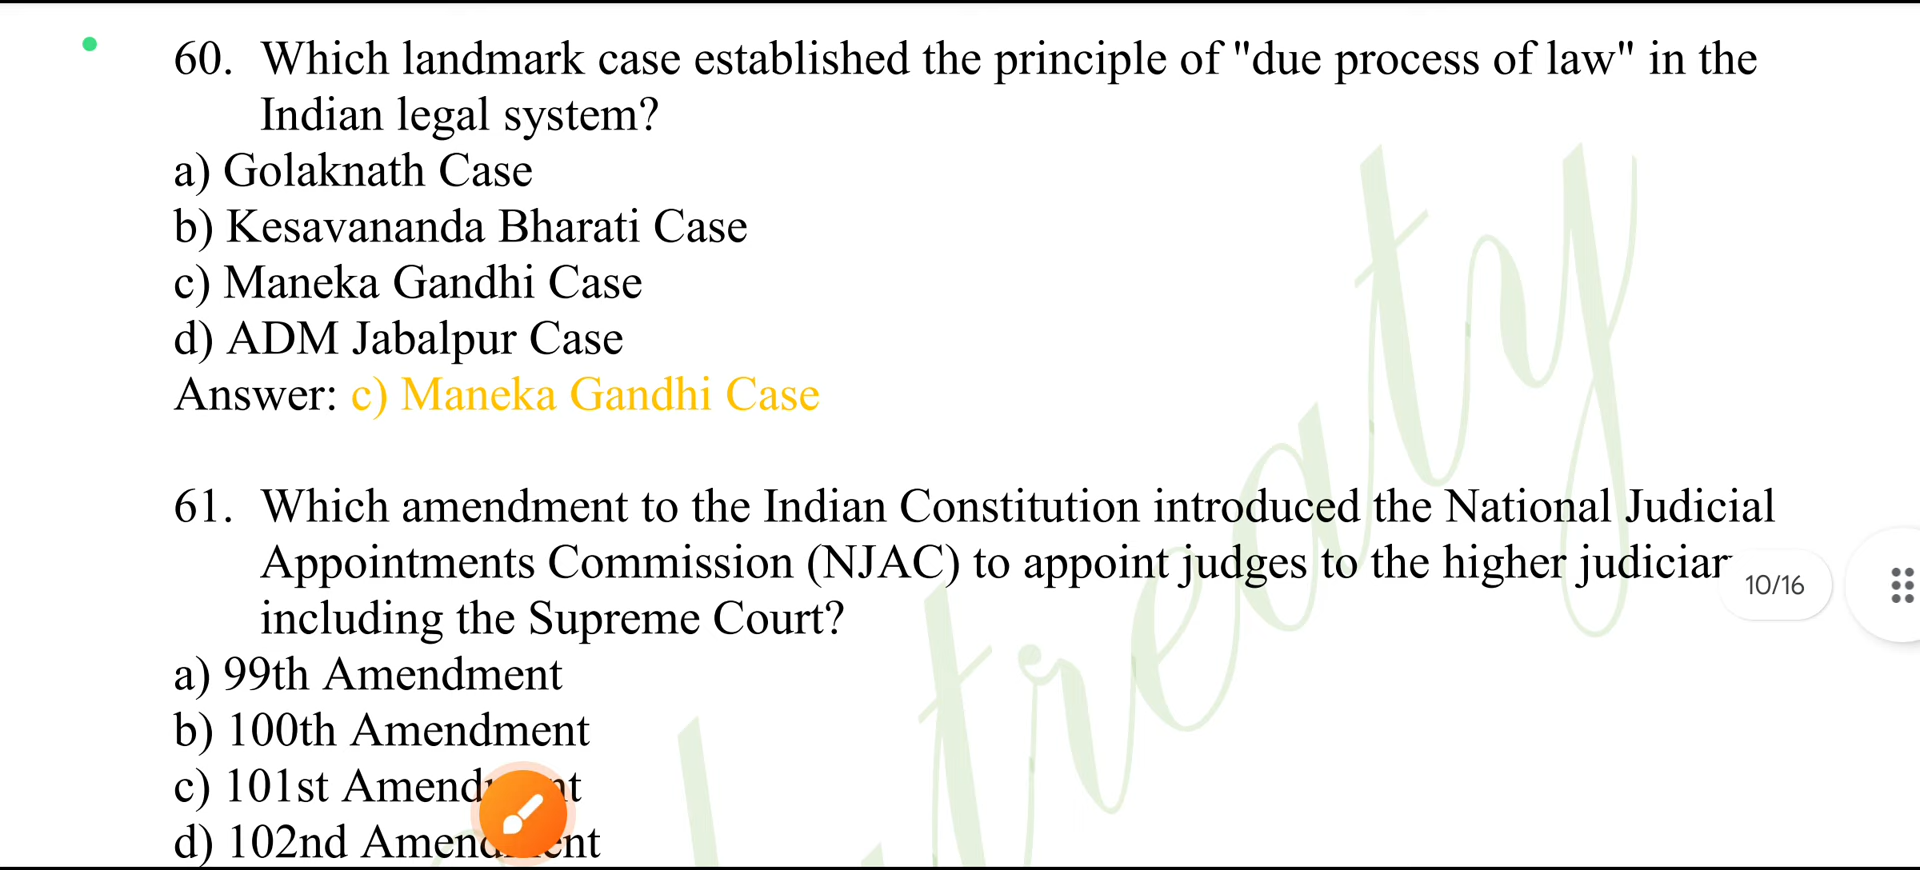 60. Which landmark case established the principle of "due process of law" in the
Indian legal system?
a) Golaknath Case
b) Kesavananda Bharati Case
c) Maneka Gandhi Case
d) ADM Jabalpur Case
Answer: c) Maneka Gandhi Case
61. Which amendment to the Indian Constitution introduced the National Judicial
Appointments Commission (NJAC) to appoint judges to the higher
including the Supreme Court?
10/16
a) 99th Amendment
b) 100th Amendment
c) 101st
d) 102nd